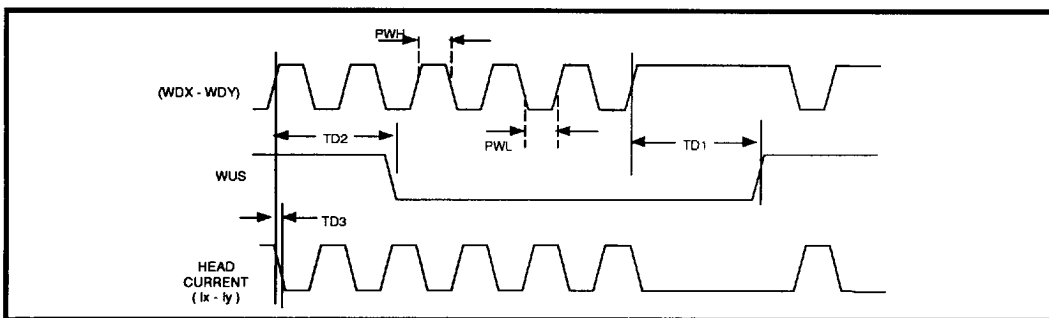 PWH
(WDX - WDY)
TD2
PWL
TD1
WUS
TD3
HEAD
CURRENT
( Ix - Iy )